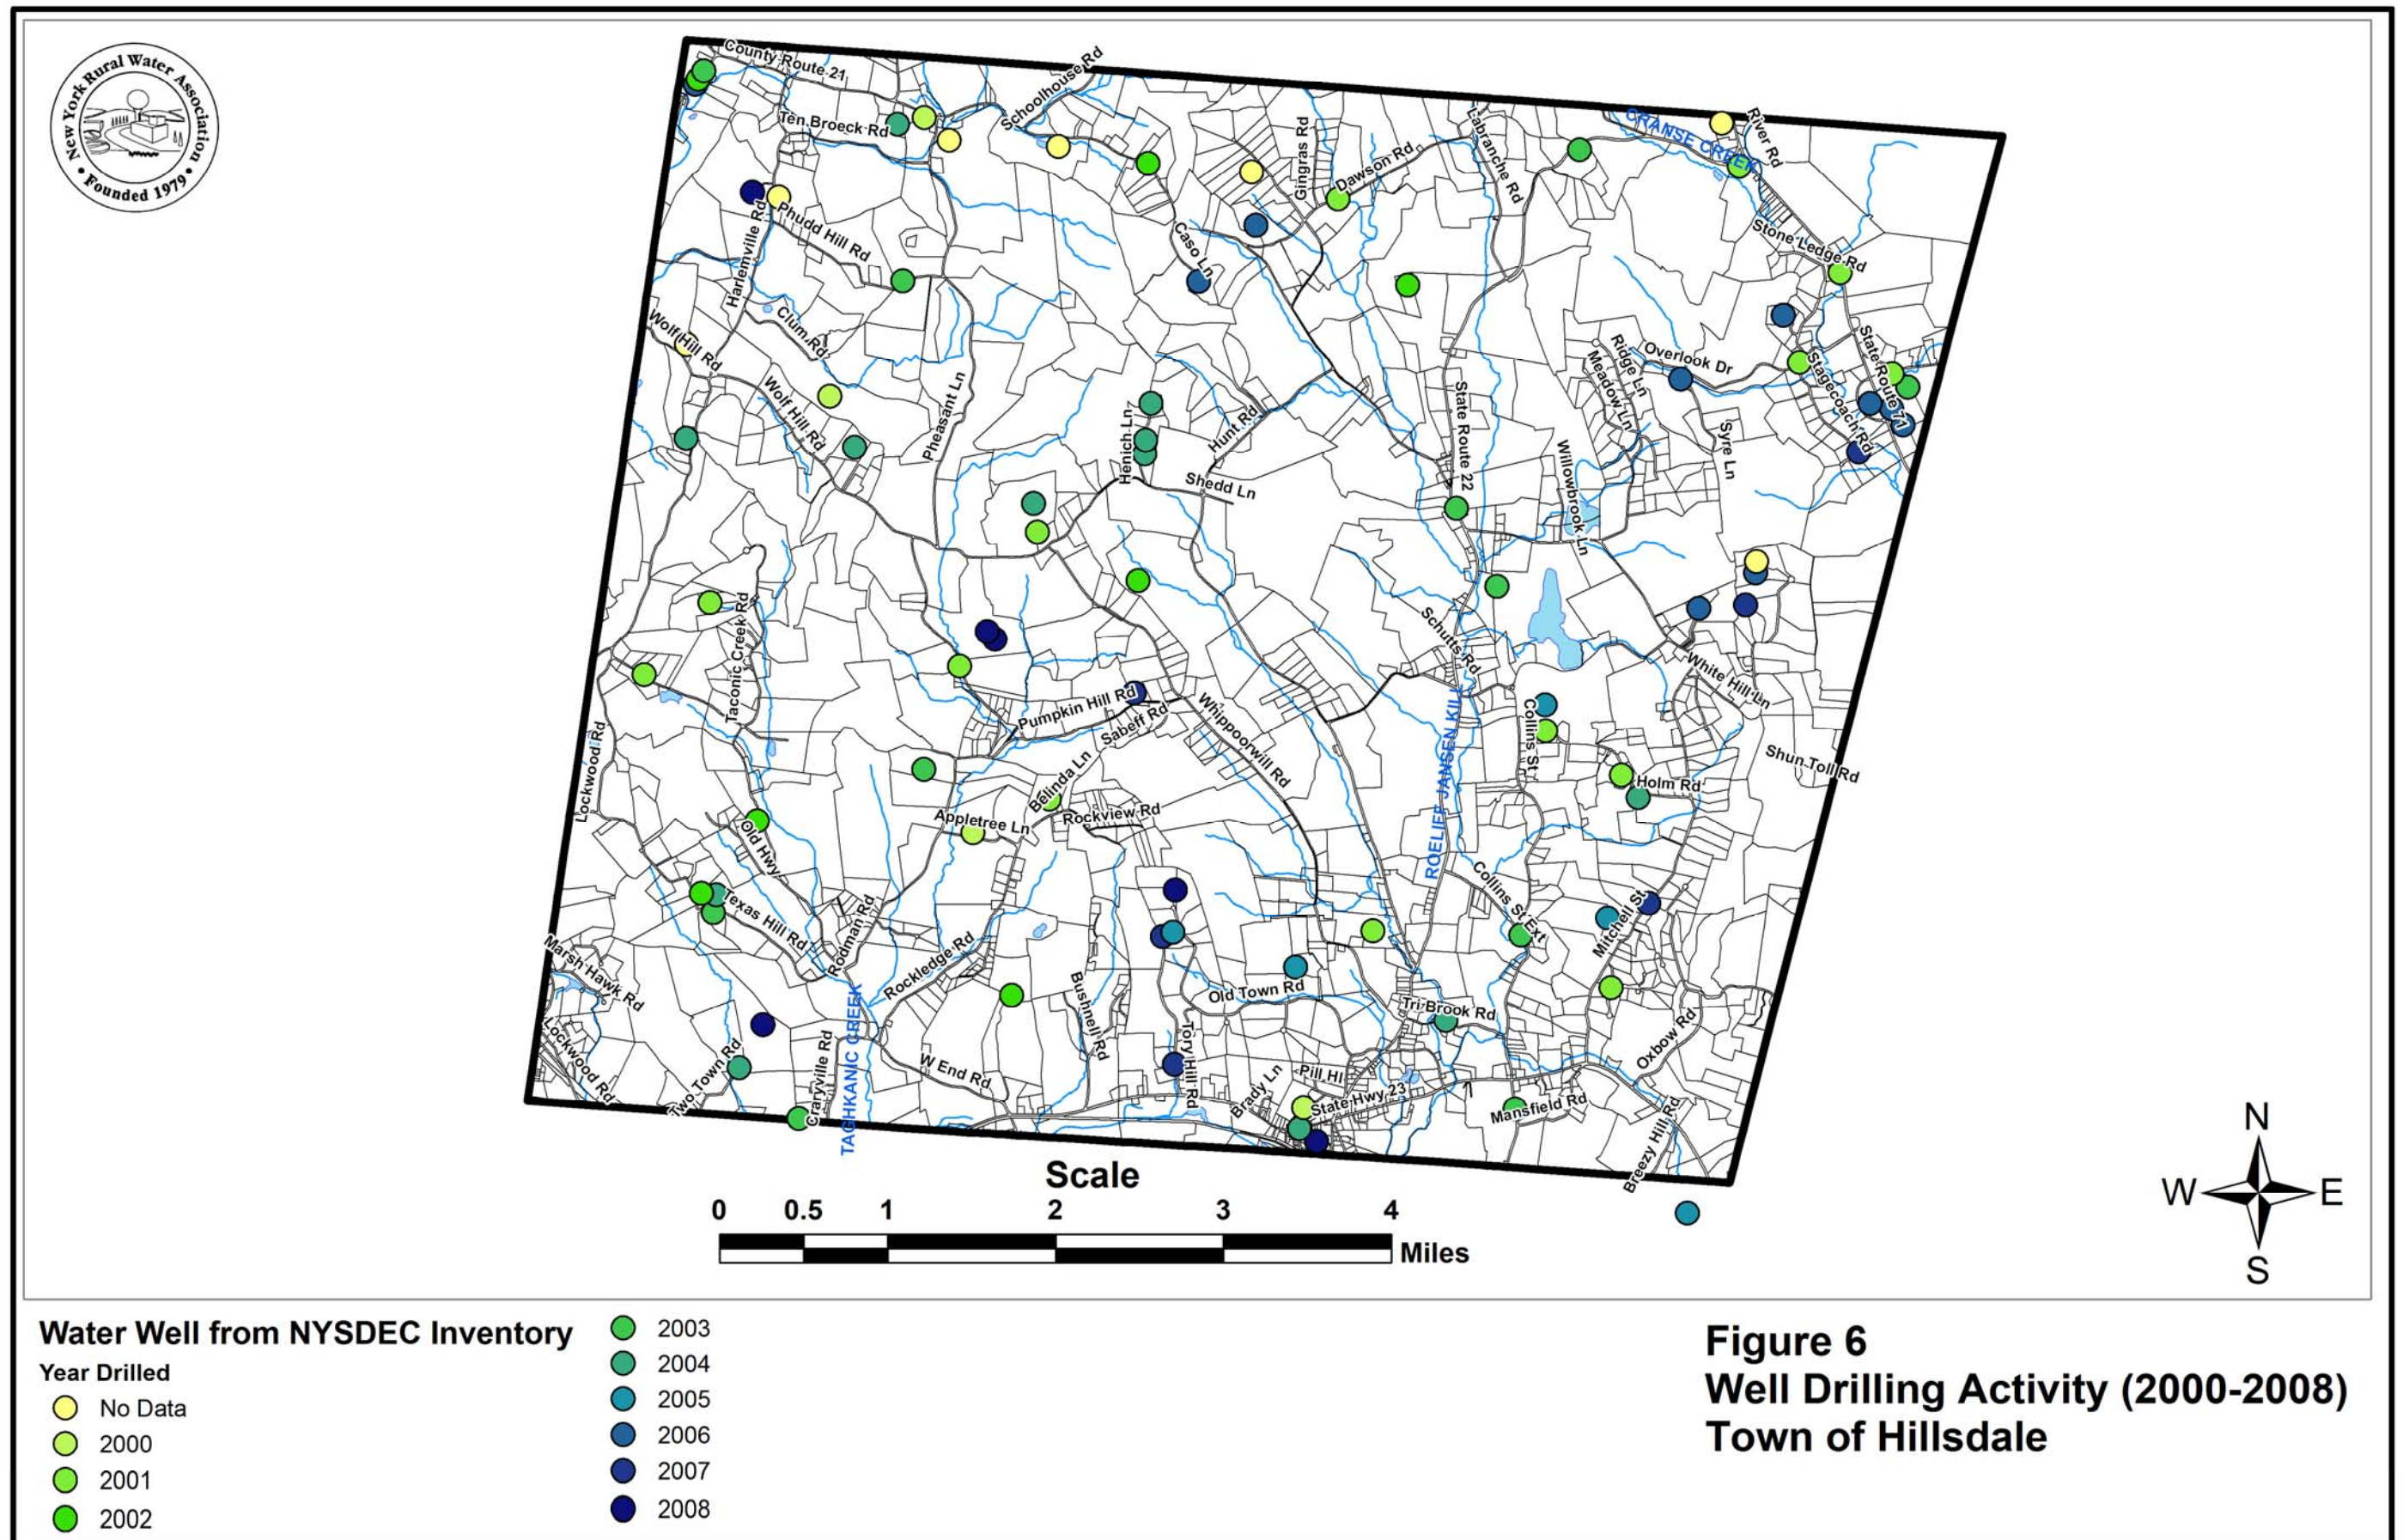 New York Rural Water Association
• Founded 1979 •
County Route 21
Schoolhouse Rd
Ten Broeck Rd
Gingras Rd
Dawson Rd
Labranche Rd
CRANSE CREEK
River Rd
Harlemville Rd
Phudd Hill Rd
Caso Ln
Stone Ledge Rd
Wolf Hill Rd
Clum Rd
Wolf Hill Rd
Pheasant Ln
Henich Ln
Hunt Rd
Shedd Ln
State Route 22
Meadow Ln
Ridge Ln
Overlook Dr
Syre Ln
Willowbrook Ln
Stagecoach Rd
State Route 71
Taconic Creek Rd
Lockwood Rd
Pumpkin Hill Rd
Sabeff Rd
Whippoorwill Rd
Schutts Rd
ROELIFF JANSEN KILL
Collins St
White Hill Ln
Shun Toll Rd
Holm Rd
Belinda Ln
Appletree Ln
Rockview Rd
Old Hwy
Texas Hill Rd
Rodman Rd
Rockledge Rd
Collins St Ext
Mitchell St
Marsh Hawk Rd
Lockwood Rd
Two Town Rd
Craryville Rd
TAGHKANIC CREEK
W End Rd
Bushnell Rd
Tory Hill Rd
Old Town Rd
Tri Brook Rd
Brady Ln
Pill Hl
State Hwy 23
Mansfield Rd
Oxbow Rd
Breezy Hill Rd
Scale
0 0.5 1 2 3 4
Miles
N
W E
S
Water Well from NYSDEC Inventory
Year Drilled
No Data
2000
2001
2002
2003
2004
2005
2006
2007
2008
Figure 6
Well Drilling Activity (2000-2008)
Town of Hillsdale